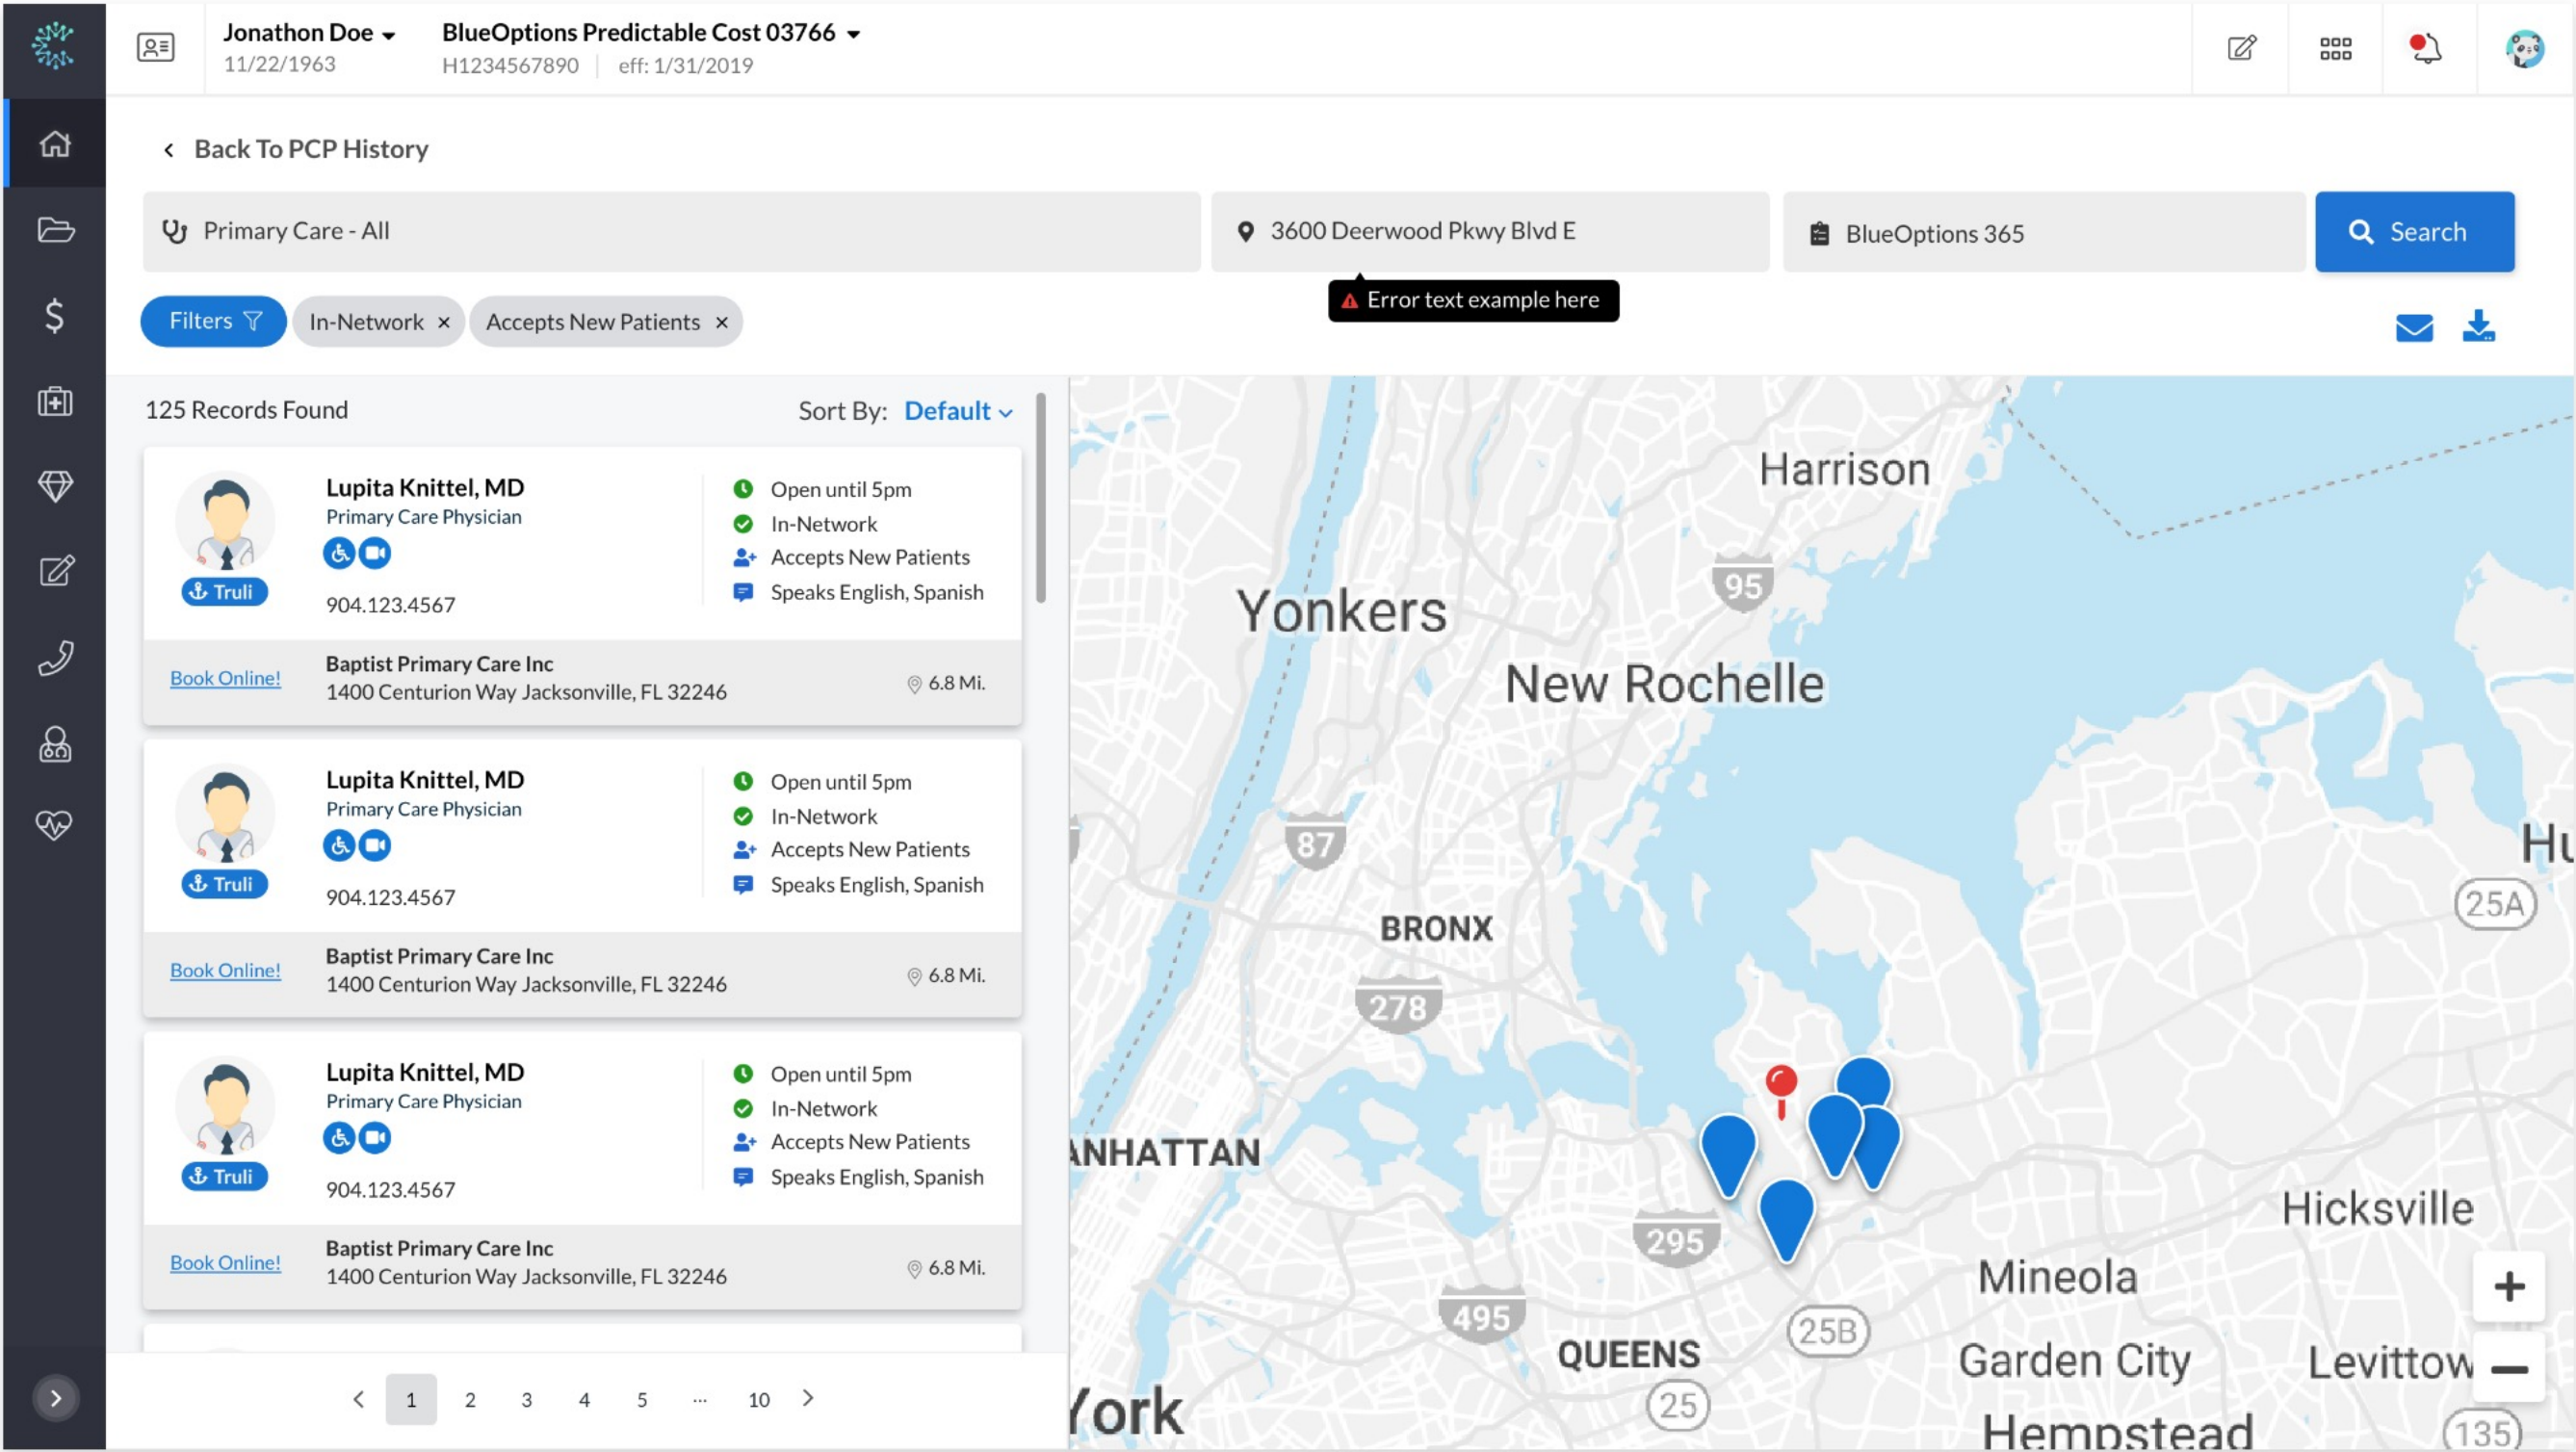 Jonathon Doe
11/22/1963
BlueOptions Predictable Cost 03766
H1234567890 | eff: 1/31/2019
Back To PCP History
Primary Care - All
3600 Deerwood Pkwy Blvd E
BlueOptions 365
Search
Error text example here
Filters
In-Network ×
Accepts New Patients ×
125 Records Found
Sort By: Default
Lupita Knittel, MD
Primary Care Physician
Truli
904.123.4567
Open until 5pm
In-Network
Accepts New Patients
Speaks English, Spanish
Book Online!
Baptist Primary Care Inc
1400 Centurion Way Jacksonville, FL 32246
6.8 Mi.
Lupita Knittel, MD
Primary Care Physician
Truli
904.123.4567
Open until 5pm
In-Network
Accepts New Patients
Speaks English, Spanish
Book Online!
Baptist Primary Care Inc
1400 Centurion Way Jacksonville, FL 32246
6.8 Mi.
Lupita Knittel, MD
Primary Care Physician
Truli
904.123.4567
Open until 5pm
In-Network
Accepts New Patients
Speaks English, Spanish
Book Online!
Baptist Primary Care Inc
1400 Centurion Way Jacksonville, FL 32246
6.8 Mi.
1 2 3 4 5 ... 10
Harrison
95
Yonkers
New Rochelle
87
Hu
25A
BRONX
278
ANHATTAN
Hicksville
295
Mineola
495
25B
QUEENS
Garden City
Levittow
25
York
Hempstead
135